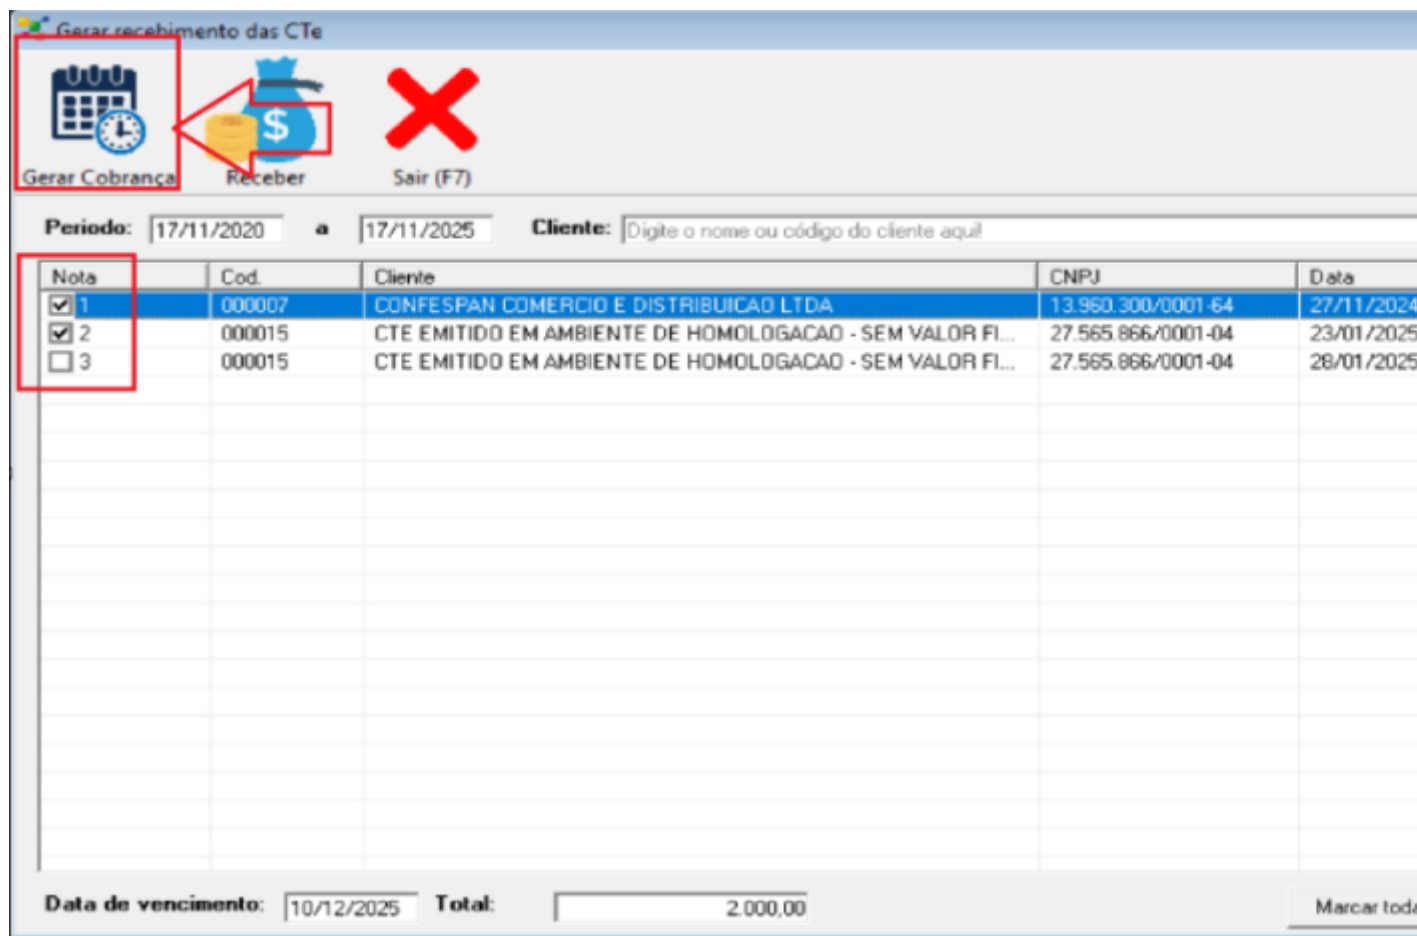 Gerar recebimento das CTe
Gerar Cobrança Receber Sair (F7)
Periodo: 17/11/2020 a 17/11/2025 Cliente: Digite o nome ou código do cliente aqui!
Nota Cod. Cliente CNPJ Data
1 000007 CONFESPAN COMERCIO E DISTRIBUICAO LTDA 13.960.300/0001-64 27/11/2024
2 000015 CTE EMITIDO EM AMBIENTE DE HOMOLOGACAO - SEM VALOR FI... 27.565.866/0001-04 23/01/2025
3 000015 CTE EMITIDO EM AMBIENTE DE HOMOLOGACAO - SEM VALOR FI... 27.565.866/0001-04 28/01/2025
Data de vencimento: 10/12/2025 Total: 2.000,00 Marcar toda